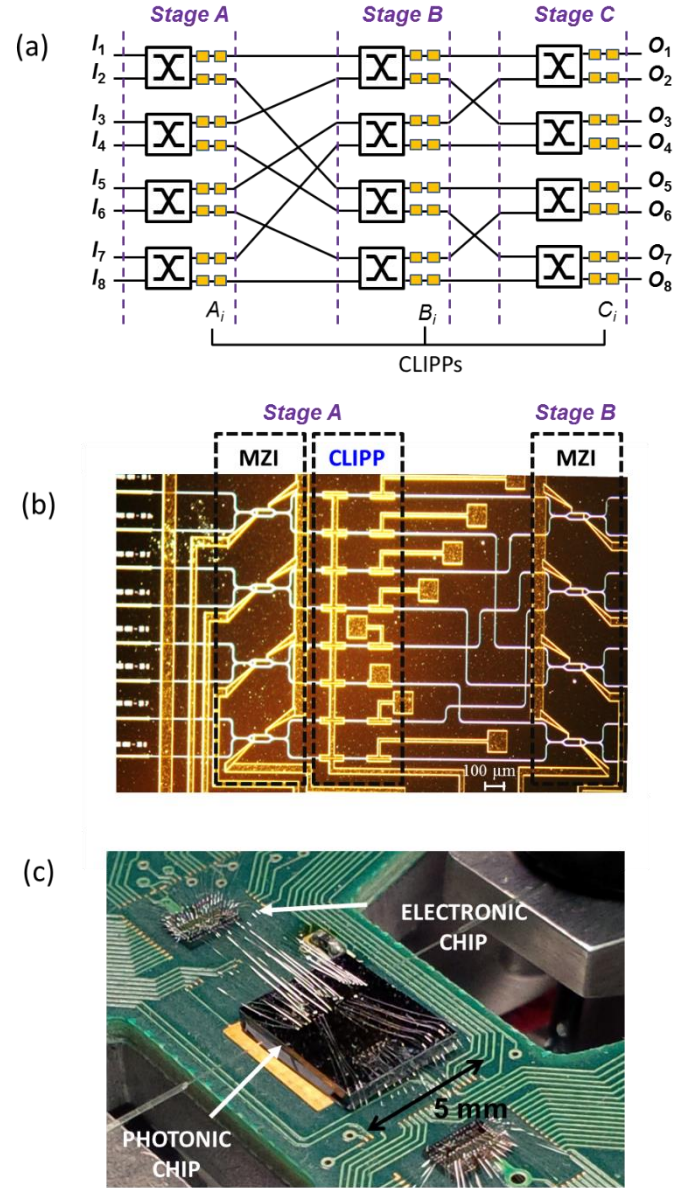 Stage A Stage B Stage C
(a)
I1 O1
I2 O2
I3 O3
I4 O4
I5 O5
I6 O6
I7 O7
I8 O8
Ai Bi Ci
CLIPPs
Stage A Stage B
MZI CLIPP MZI
(b)
100 µm
(c)
ELECTRONIC
CHIP
5 mm
PHOTONIC
CHIP